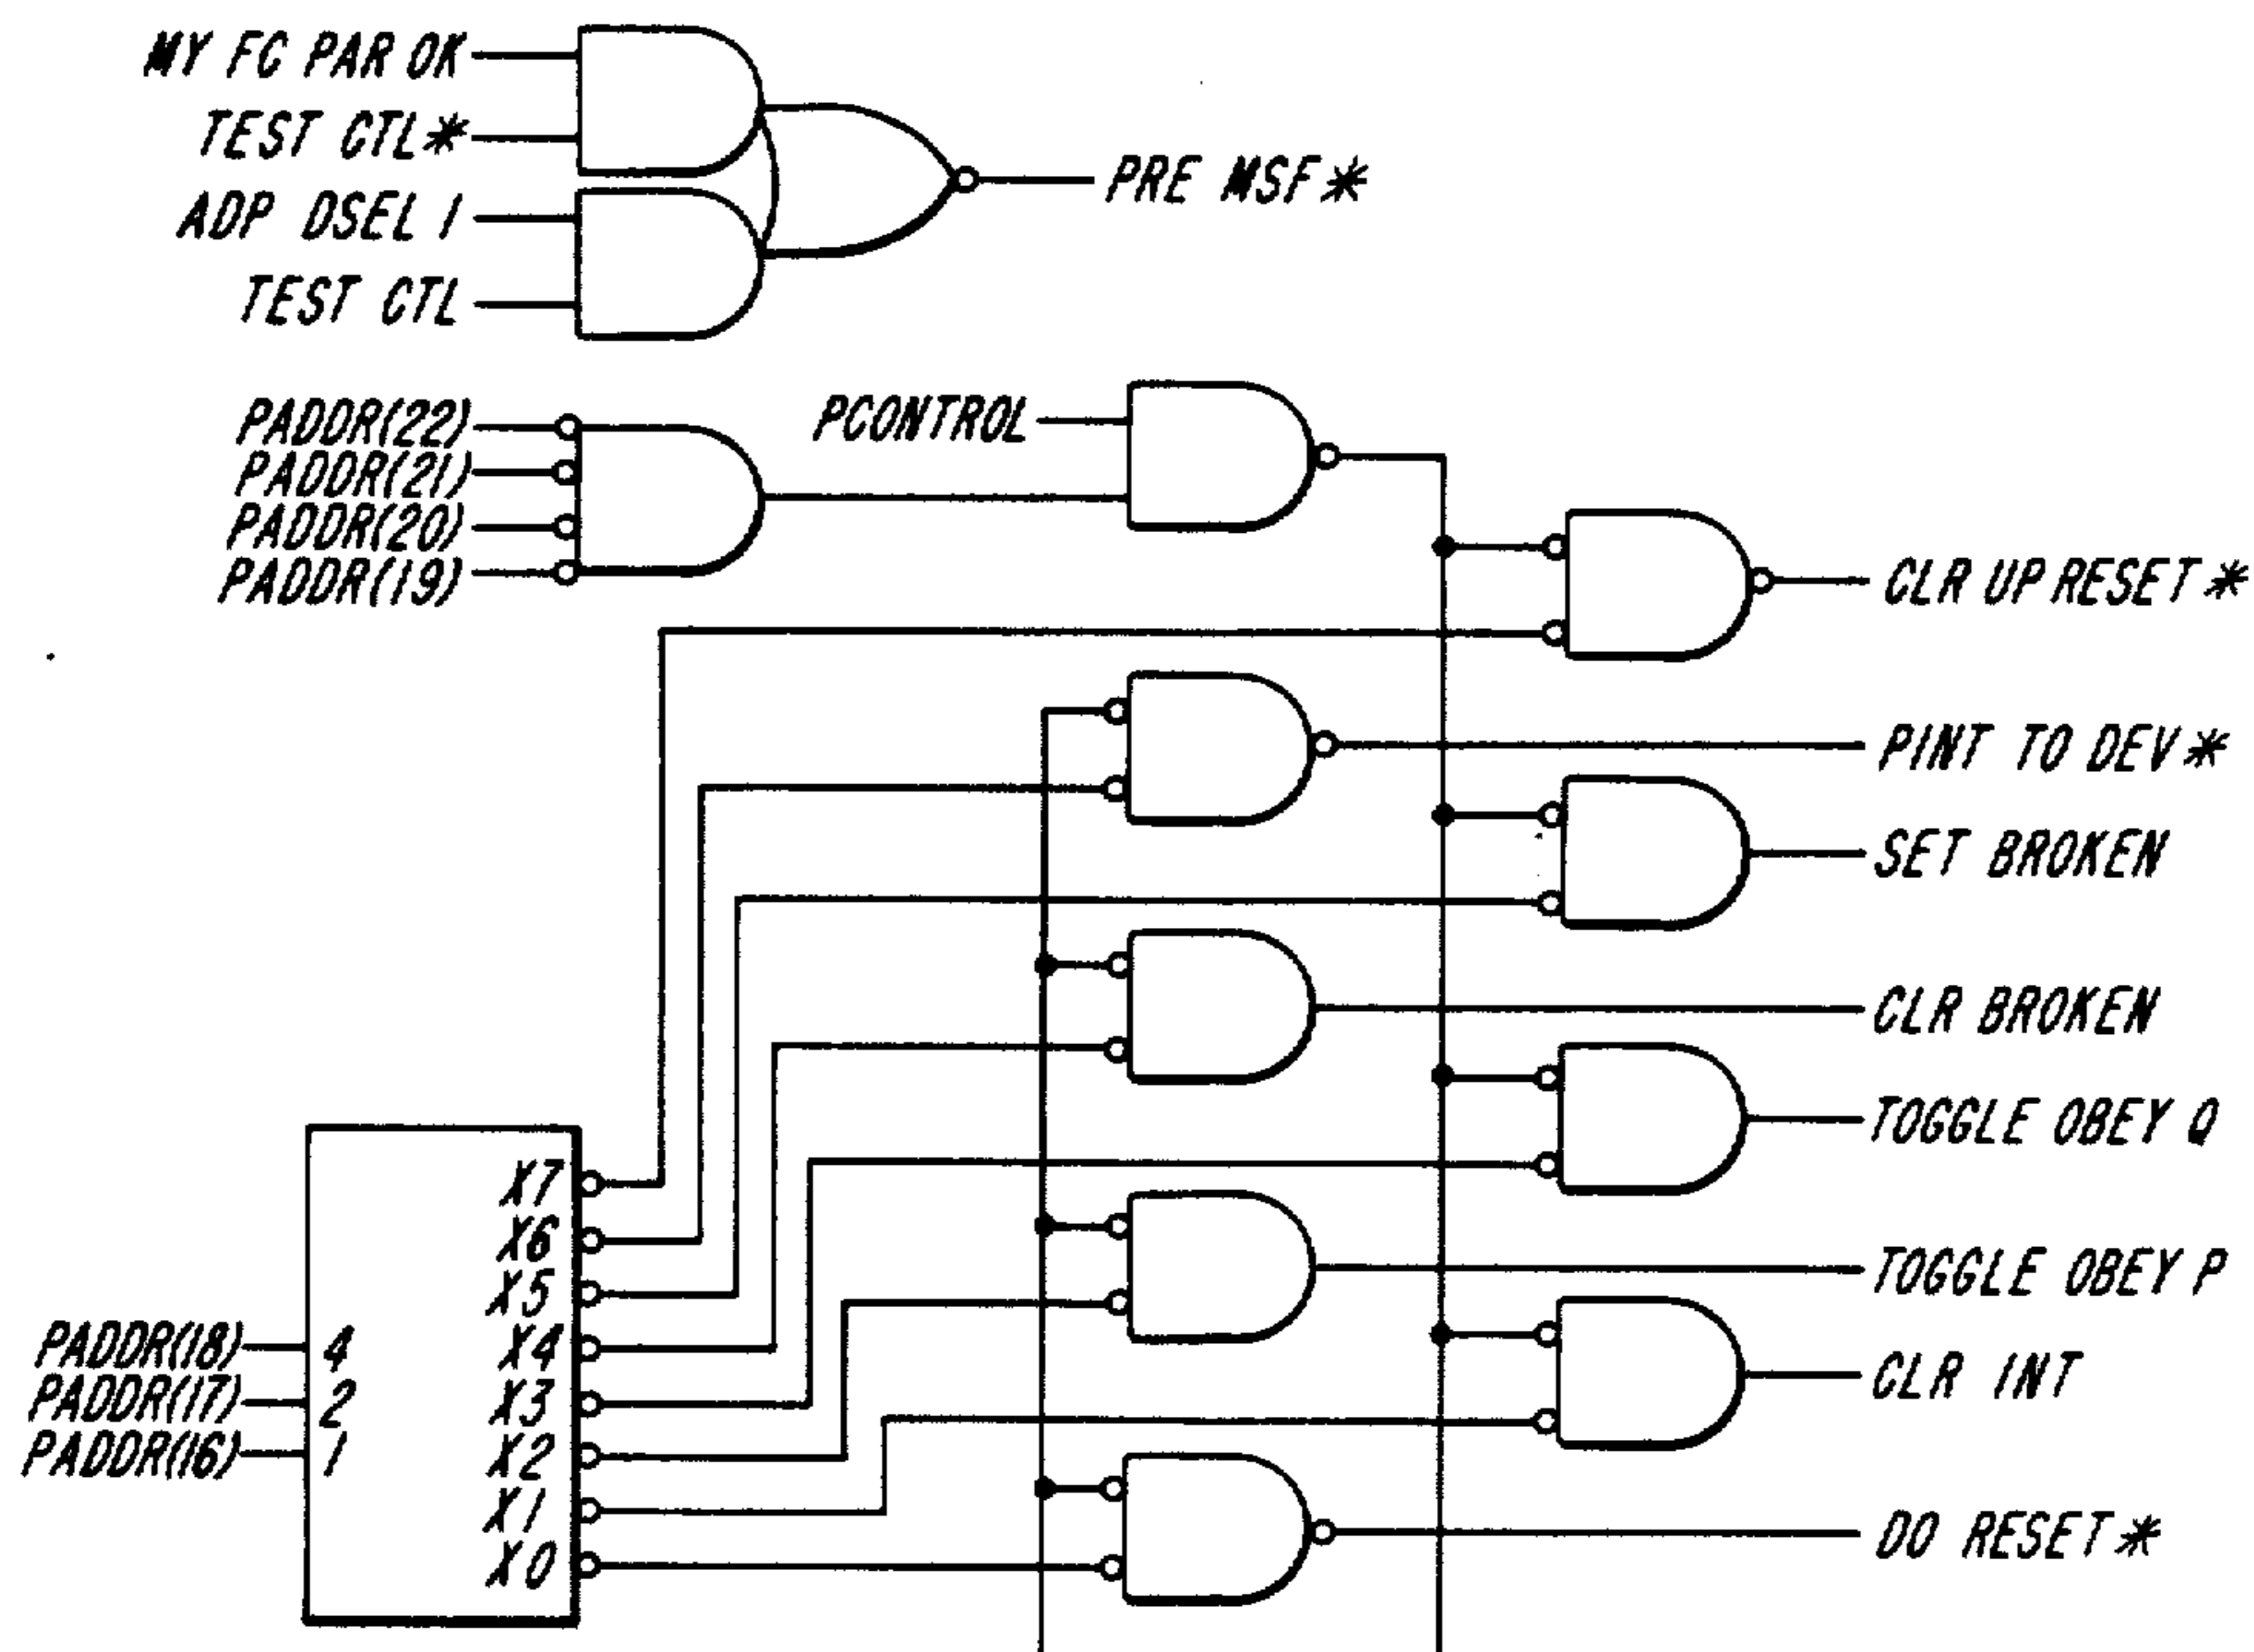 MY FC PAR OK
TEST CTL*
ADP DSEL 1
TEST CTL
PRE MSF*
PADDR(22)
PADDR(21)
PADDR(20)
PADDR(19)
PCONTROL
CLR UP RESET*
PINT TO DEV*
SET BROKEN
CLR BROKEN
TOGGLE OBEY Q
TOGGLE OBEY P
CLR INT
DO RESET*
X7
X6
X5
X4
X3
X2
X1
X0
PADDR(18)
PADDR(17)
PADDR(16)
4
2
1